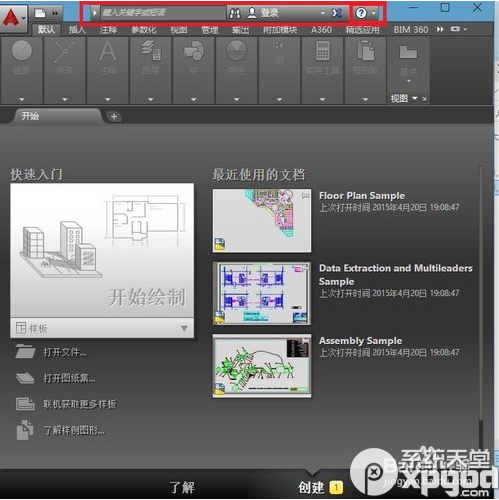 键入关键字或短语 登录
默认 插入 注释 参数化 视图 管理 输出 附加模块 A360 精选应用 BIM 360
绘图 修改 注释 图层 块 特性 组 实用工具 剪贴板 基点
视图
开始
快速入门 最近使用的文档
Floor Plan Sample
上次打开时间 2015年4月20日 19:08:47
Data Extraction and Multileaders
Sample
上次打开时间 2015年4月20日 19:08:47
Assembly Sample
上次打开时间 2015年4月20日 19:08:47
开始绘制
样板
打开文件...
打开图纸集...
联机获取更多样板
了解样例图形...
了解 创建 1
系统天堂
jingyan.baidu.com